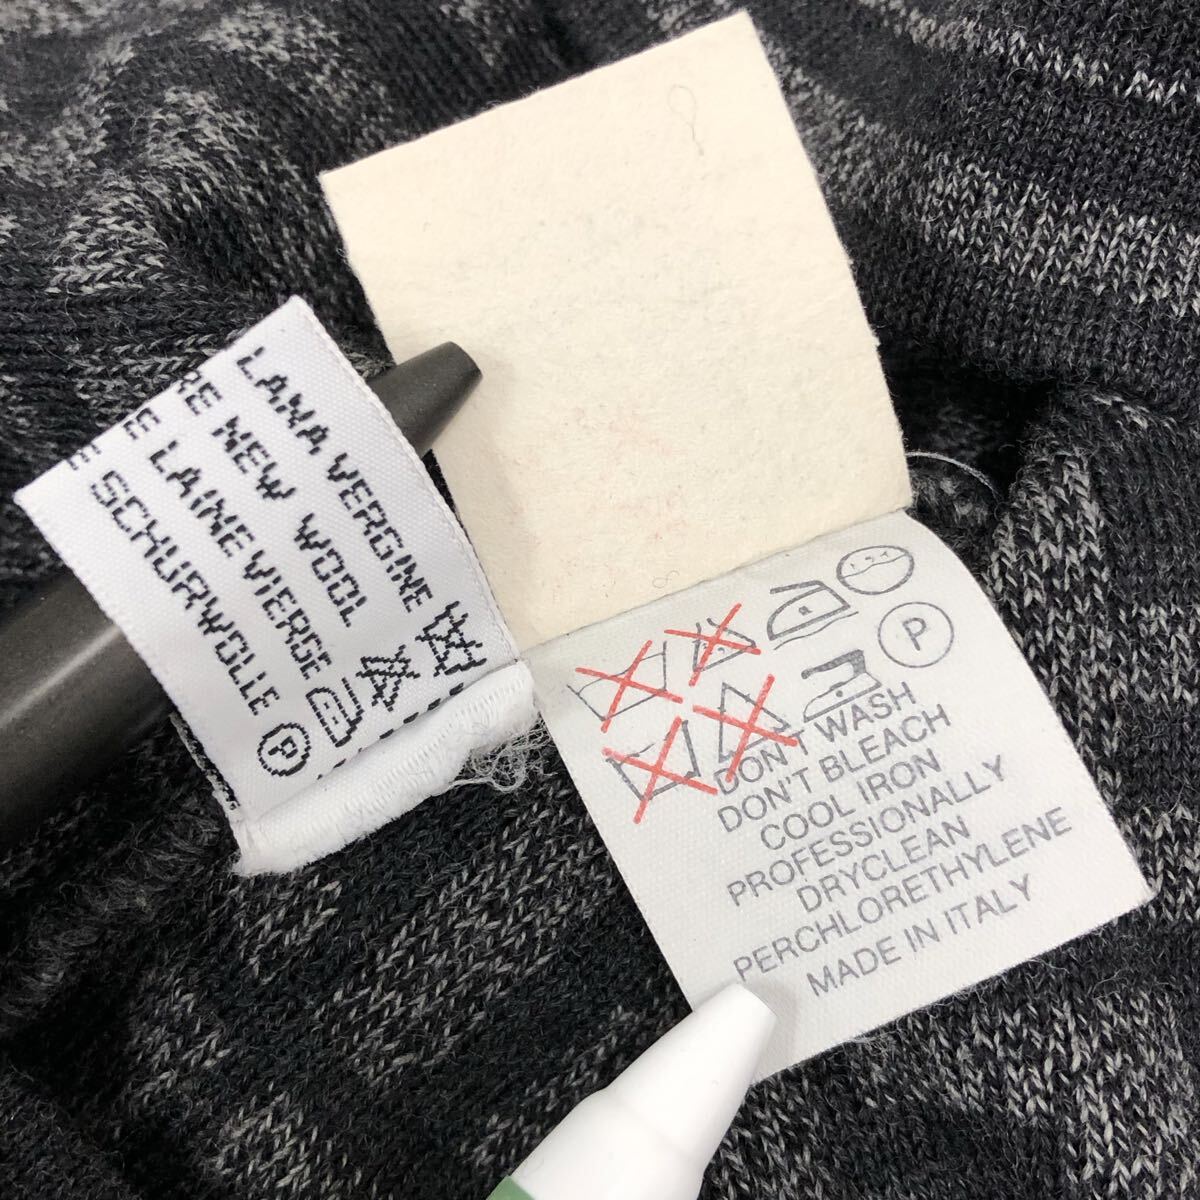 LANA VERGINE
RE NEW WOOL
E LAINE VIERGE
E SCHURWOLLE
P
P
DON'T WASH
DON'T BLEACH
COOL IRON
PROFESSIONALLY
DRYCLEAN
PERCHLORETHYLENE
MADE IN ITALY